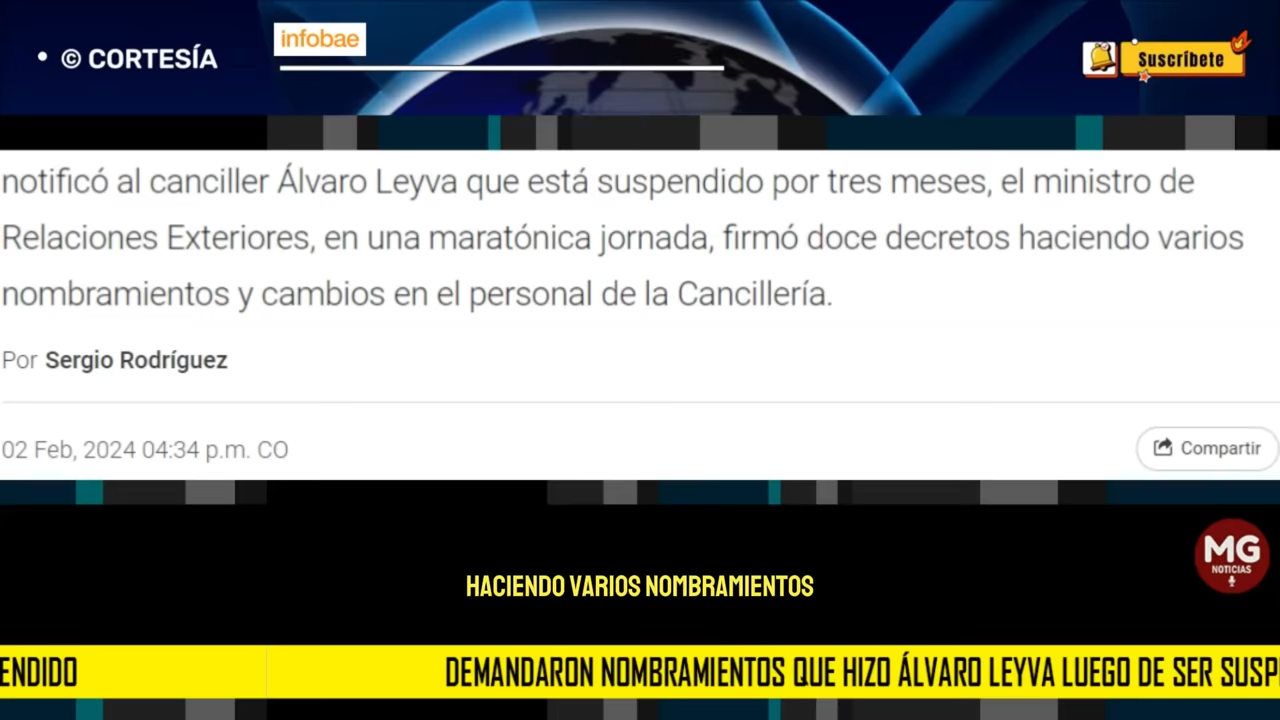 • © CORTESÍA
infobae
Suscríbete
notificó al canciller Álvaro Leyva que está suspendido por tres meses, el ministro de
Relaciones Exteriores, en una maratónica jornada, firmó doce decretos haciendo varios
nombramientos y cambios en el personal de la Cancillería.
Por Sergio Rodríguez
02 Feb, 2024 04:34 p.m. CO
Compartir
MG
NOTICIAS
HACIENDO VARIOS NOMBRAMIENTOS
ENDIDO
DEMANDARON NOMBRAMIENTOS QUE HIZO ÁLVARO LEYVA LUEGO DE SER SUSP